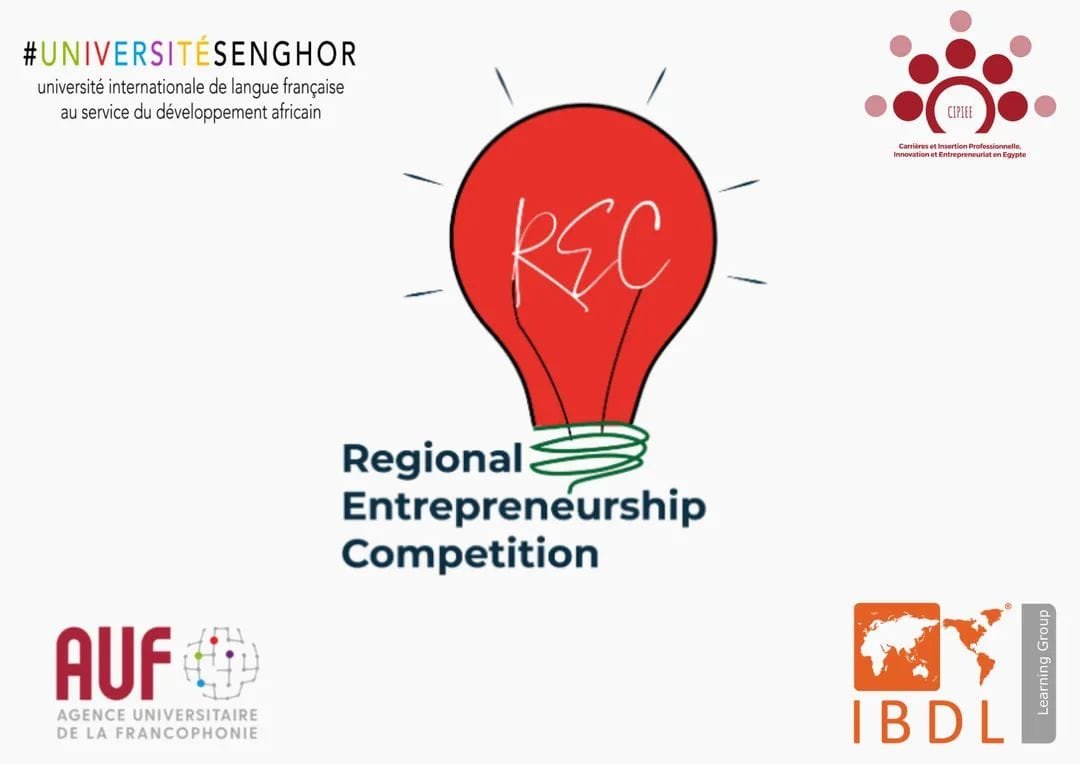 #UNIVERSITÉSENGHOR
université internationale de langue française
au service du développement africain
CIPIEE
Carrières et Insertion Professionnelle,
Innovation et Entrepreneuriat en Egypte
REC
Regional
Entrepreneurship
Competition
AUF
AGENCE UNIVERSITAIRE
DE LA FRANCOPHONIE
®
IBDL
Learning Group